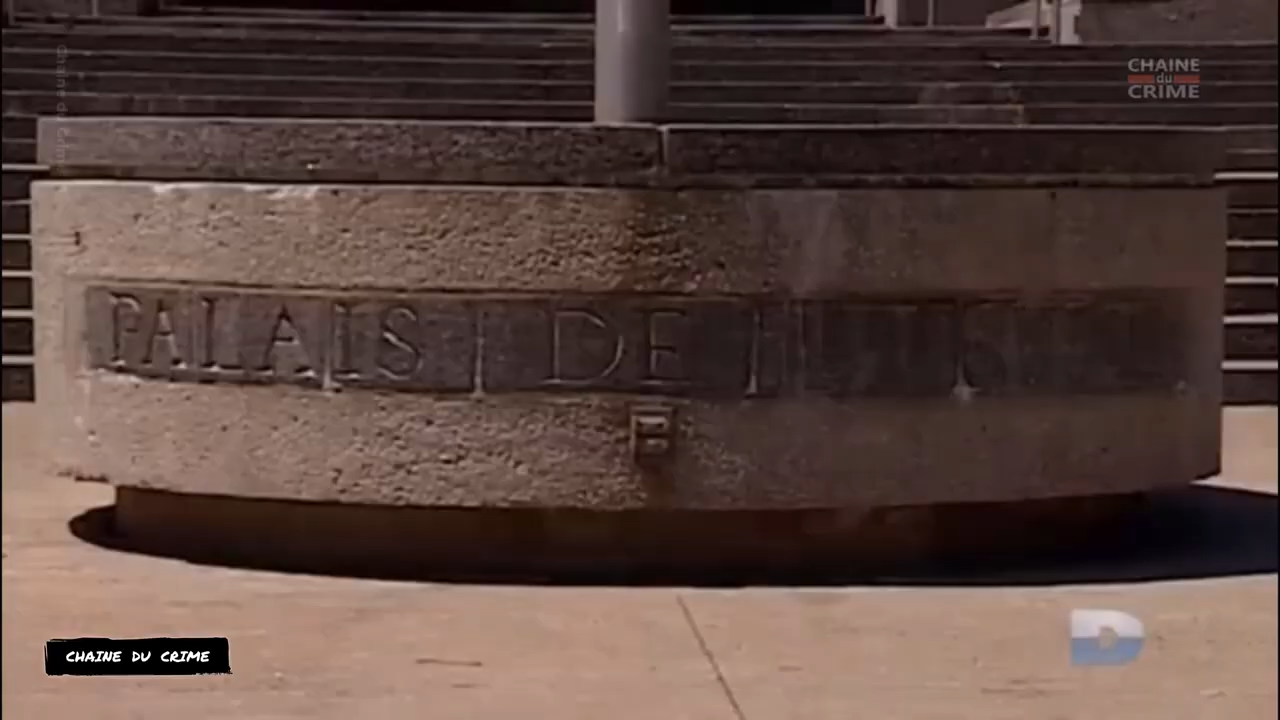 CHAINE
du
CRIME
PALAIS DE
CHAINE DU CRIME
D